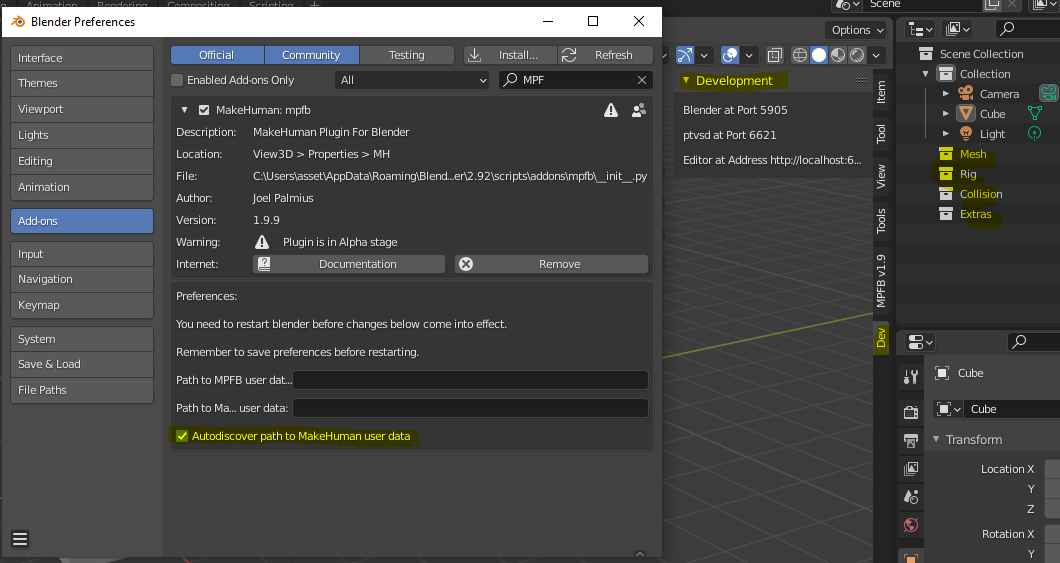 Compositing
Scripting
+
Scene
Blender Preferences
Interface
Themes
Viewport
Lights
Editing
Animation
Add-ons
Input
Navigation
Keymap
System
Save & Load
File Paths
Official
Community
Testing
Install...
Refresh
Enabled Add-ons Only
All
MPF
MakeHuman: mpfb
Description: MakeHuman Plugin For Blender
Location: View3D > Properties > MH
File: C:\Users\asset\AppData\Roaming\Blend...er\2.92\scripts\addons\mpfb\__init__.py
Author: Joel Palmius
Version: 1.9.9
Warning: Plugin is in Alpha stage
Internet: Documentation Remove
Preferences:
You need to restart blender before changes below come into effect.
Remember to save preferences before restarting.
Path to MPFB user dat...
Path to Ma... user data:
Autodiscover path to MakeHuman user data
Options
Development
Blender at Port 5905
ptvsd at Port 6621
Editor at Address http://localhost:6...
Item
Tool
View
Tools
MPFB v1.9
Dev
Scene Collection
Collection
Camera
Cube
Light
Mesh
Rig
Collision
Extras
Cube
Cube
Transform
Location X
Y
Z
Rotation X
Y